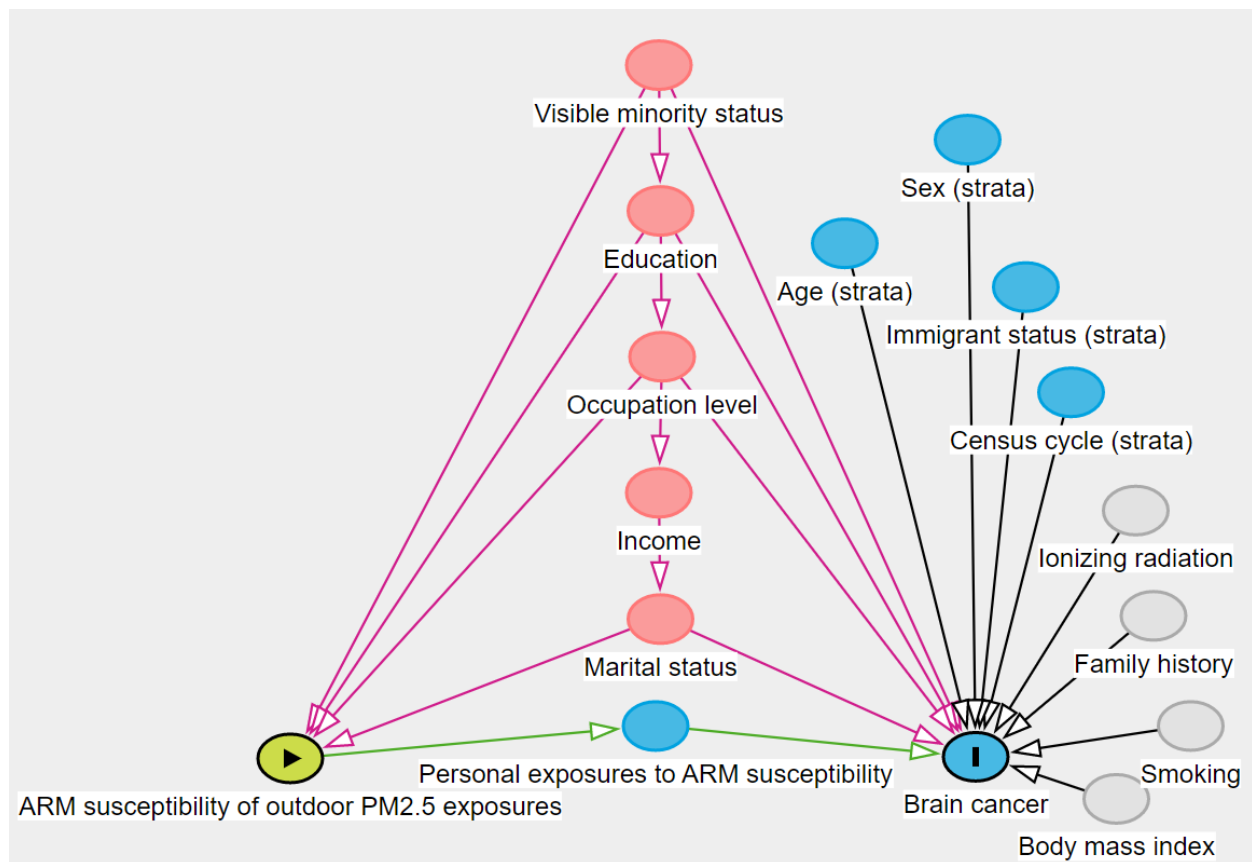 Visible minority status
Sex (strata)
Education
Age (strata)
Immigrant status (strata)
Occupation level
Census cycle (strata)
Income
Ionizing radiation
Marital status
Family history
Personal exposures to ARM susceptibility
Smoking
ARM susceptibility of outdoor PM2.5 exposures
Brain cancer
Body mass index